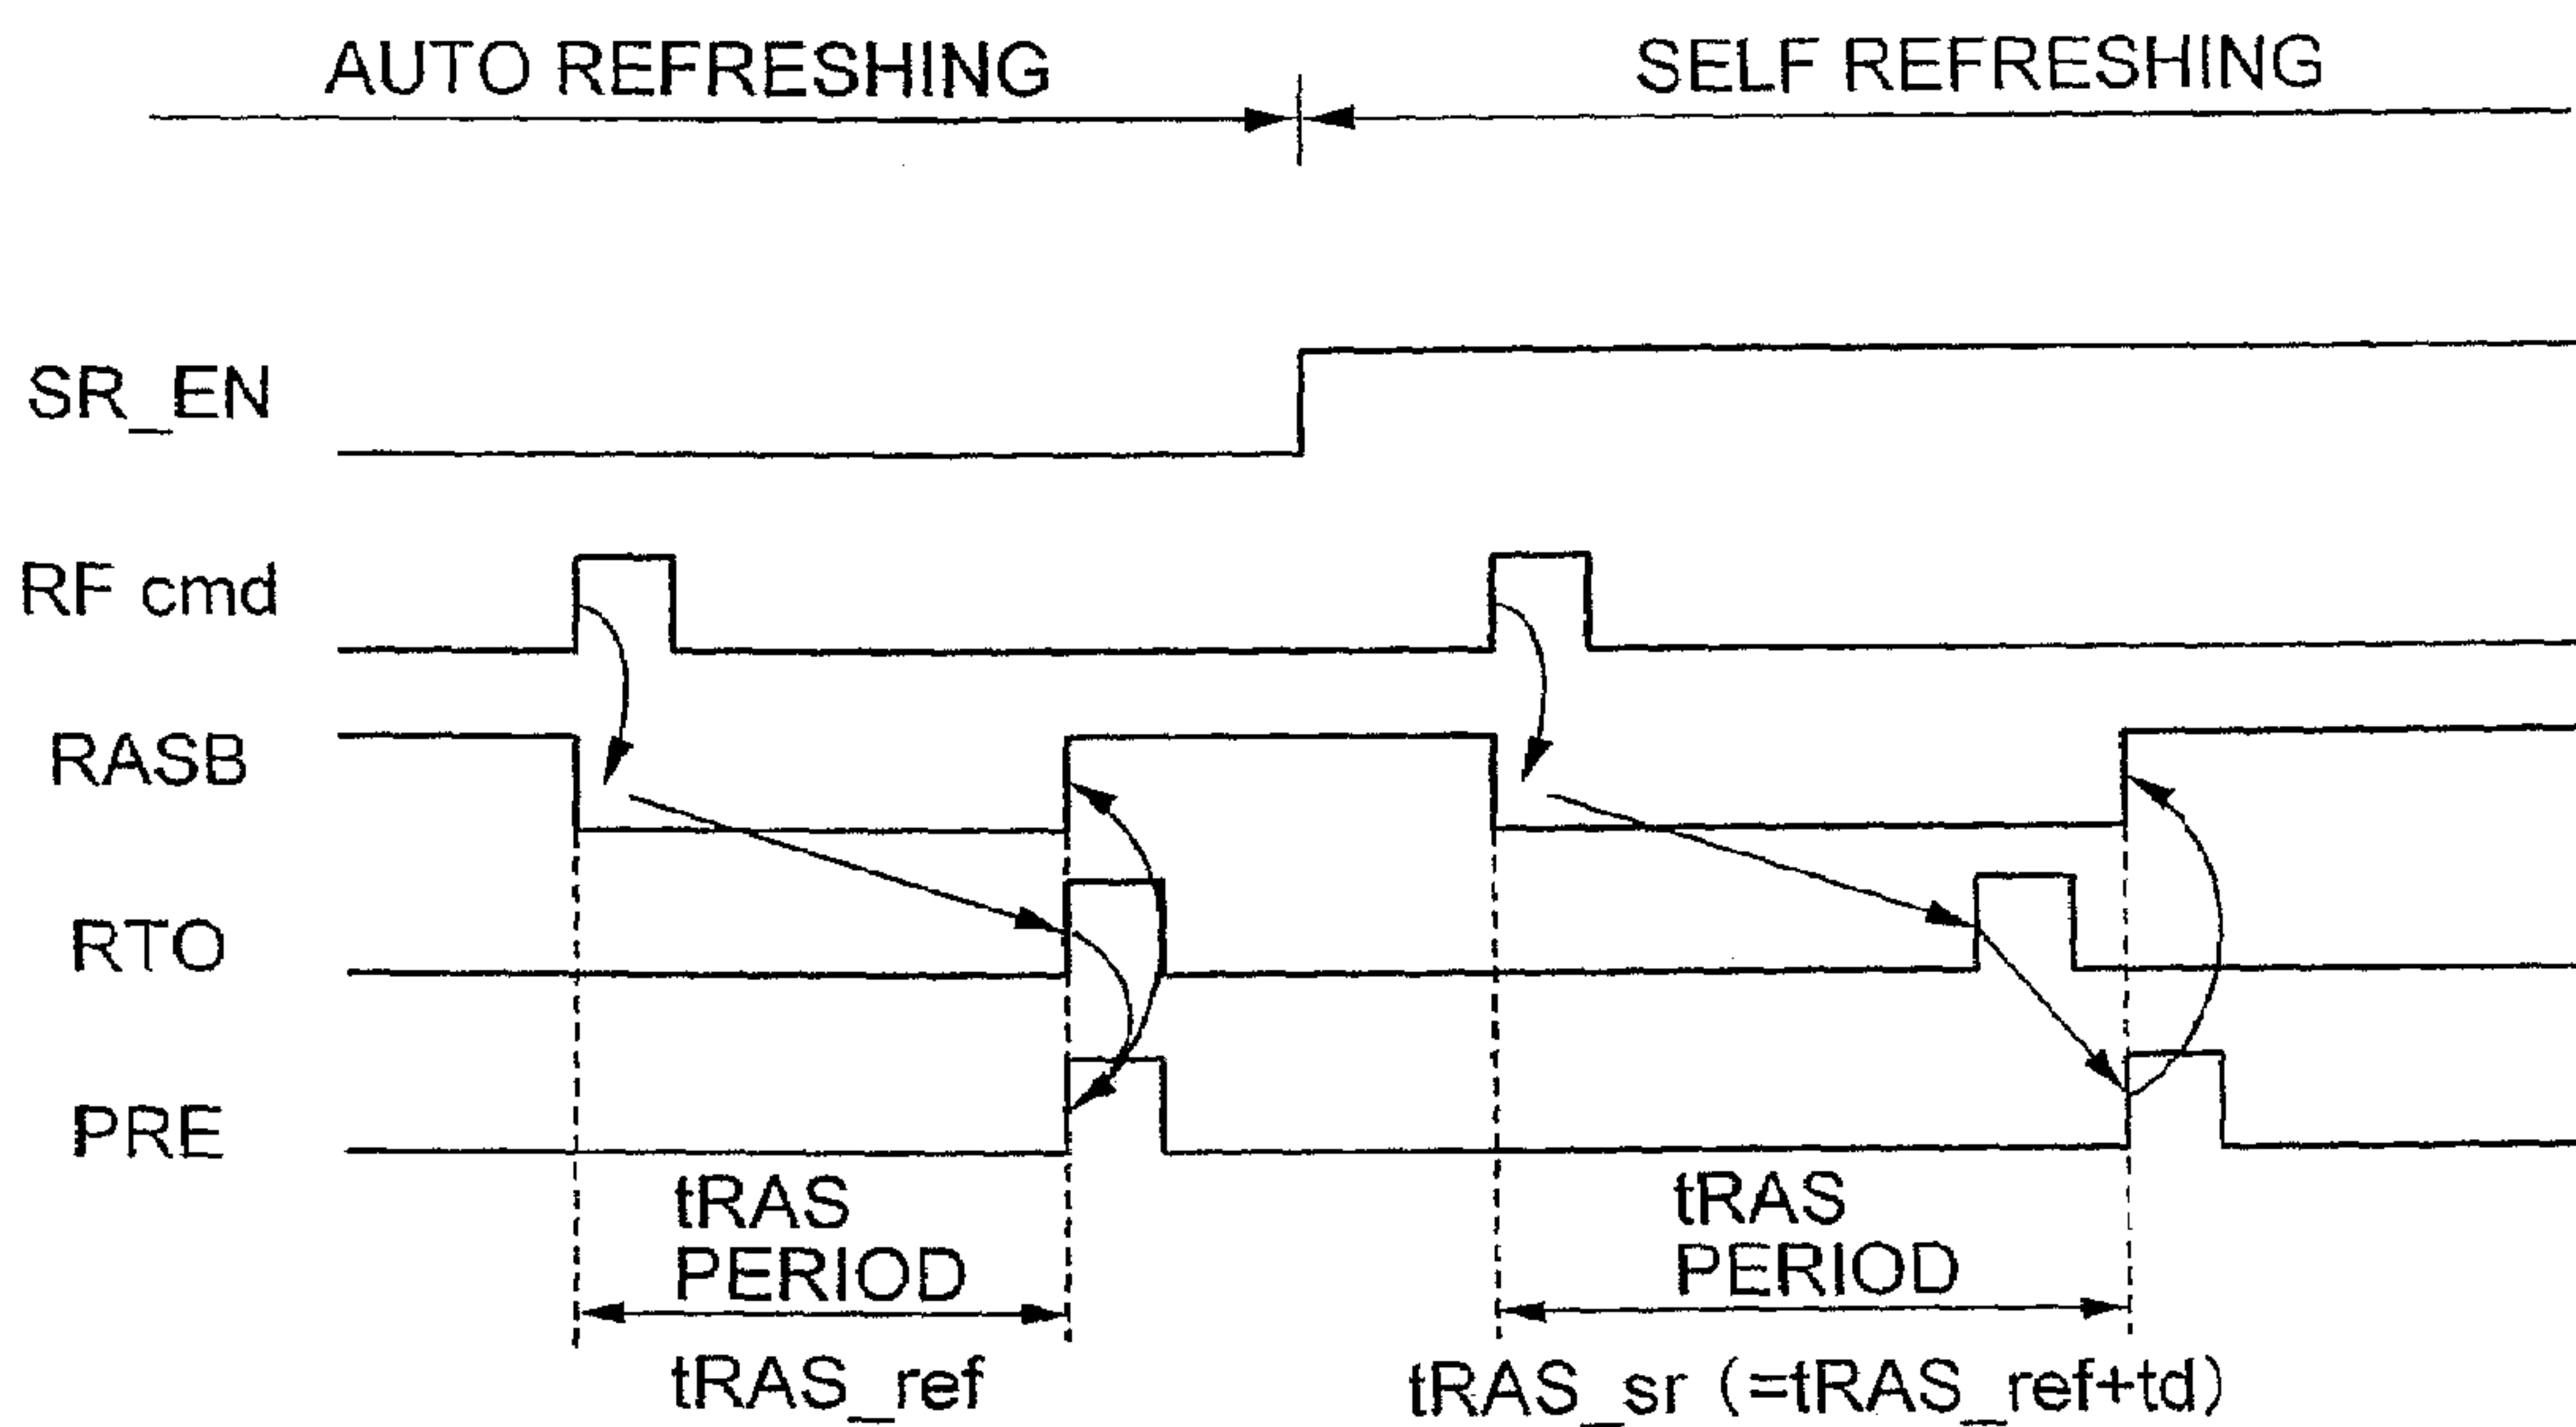 AUTO REFRESHING
SELF REFRESHING
SR_EN
RF cmd
RASB
RTO
PRE
tRAS
PERIOD
tRAS_ref
tRAS
PERIOD
tRAS_sr (=tRAS_ref+td)